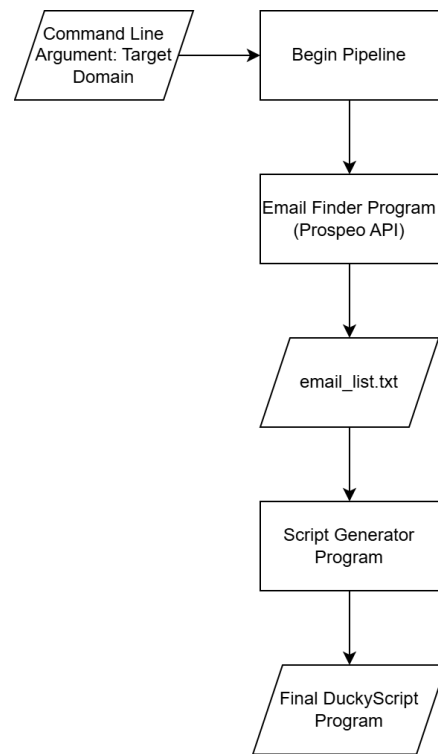 Command Line
Argument: Target
Domain
Begin Pipeline
Email Finder Program
(Prospeo API)
email_list.txt
Script Generator
Program
Final DuckyScript
Program